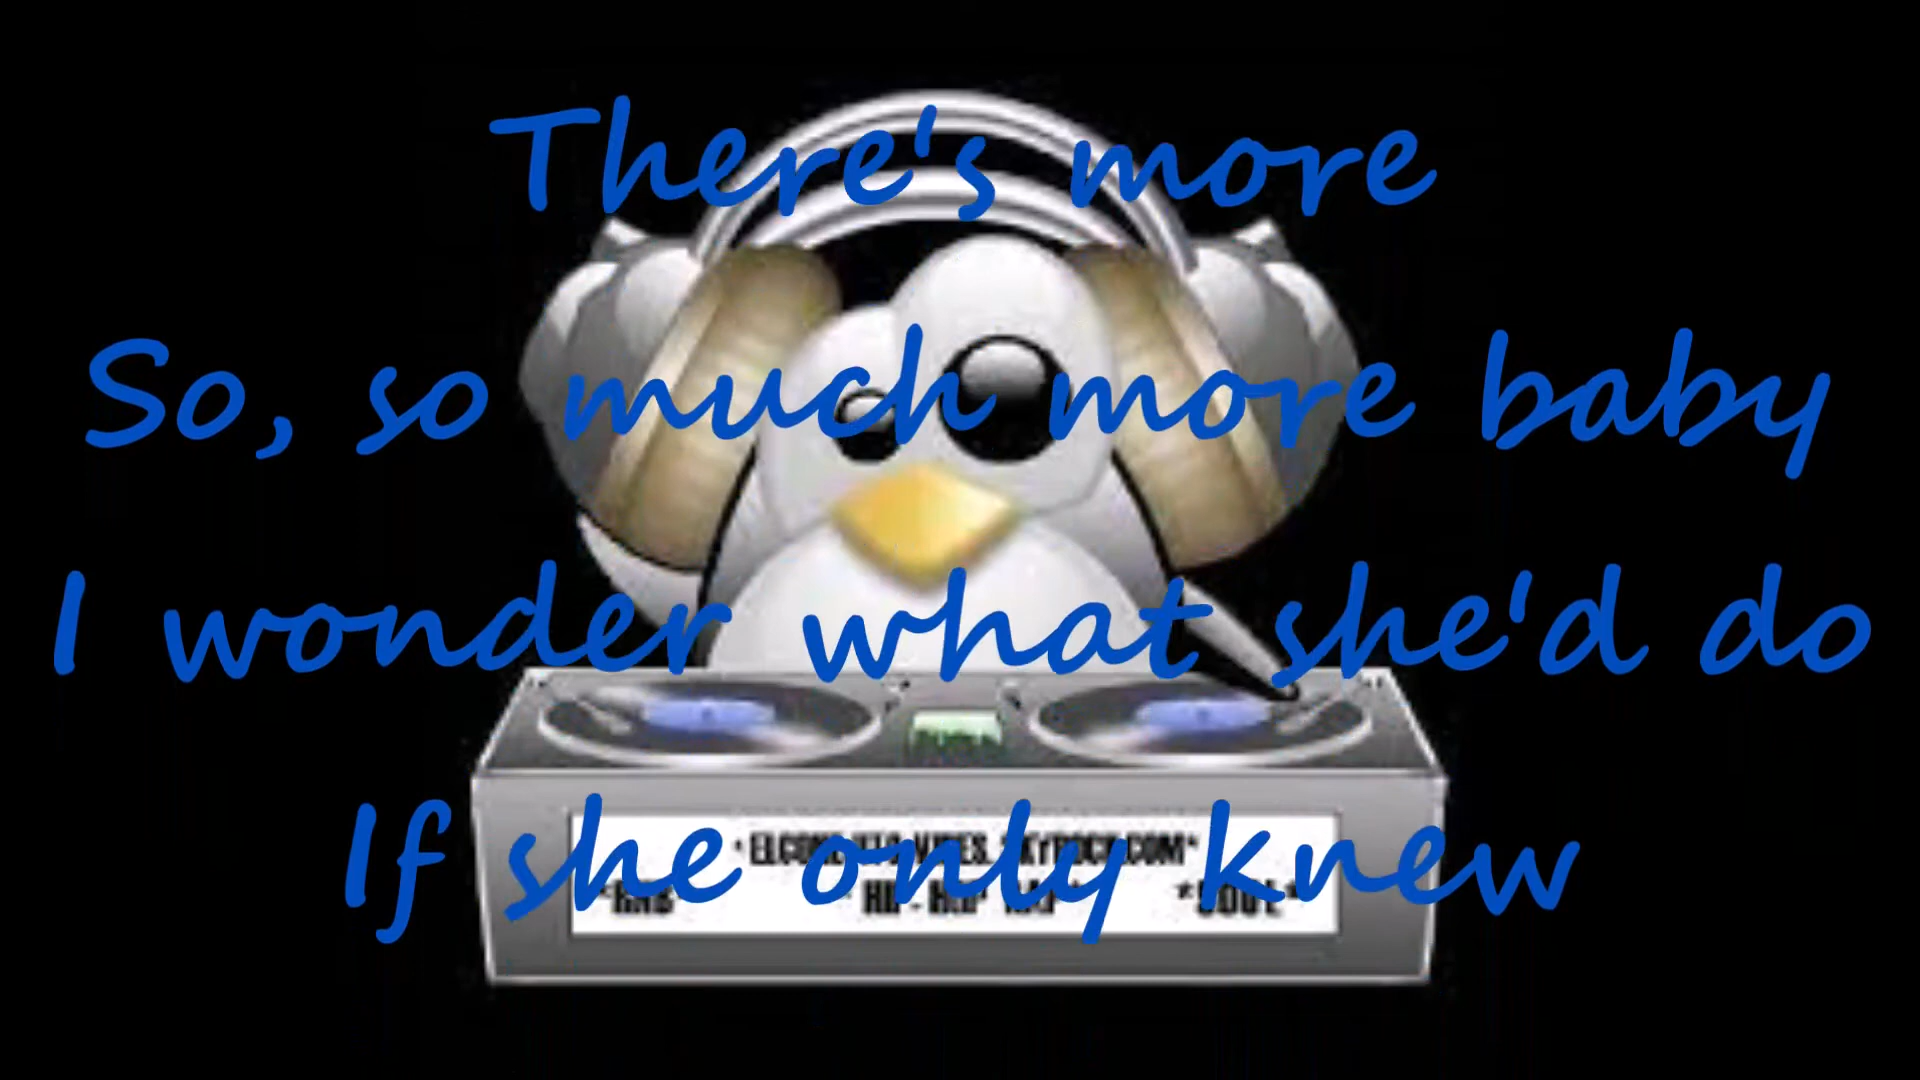 There's more
So, so much more baby
I wonder what she'd do
If she only knew